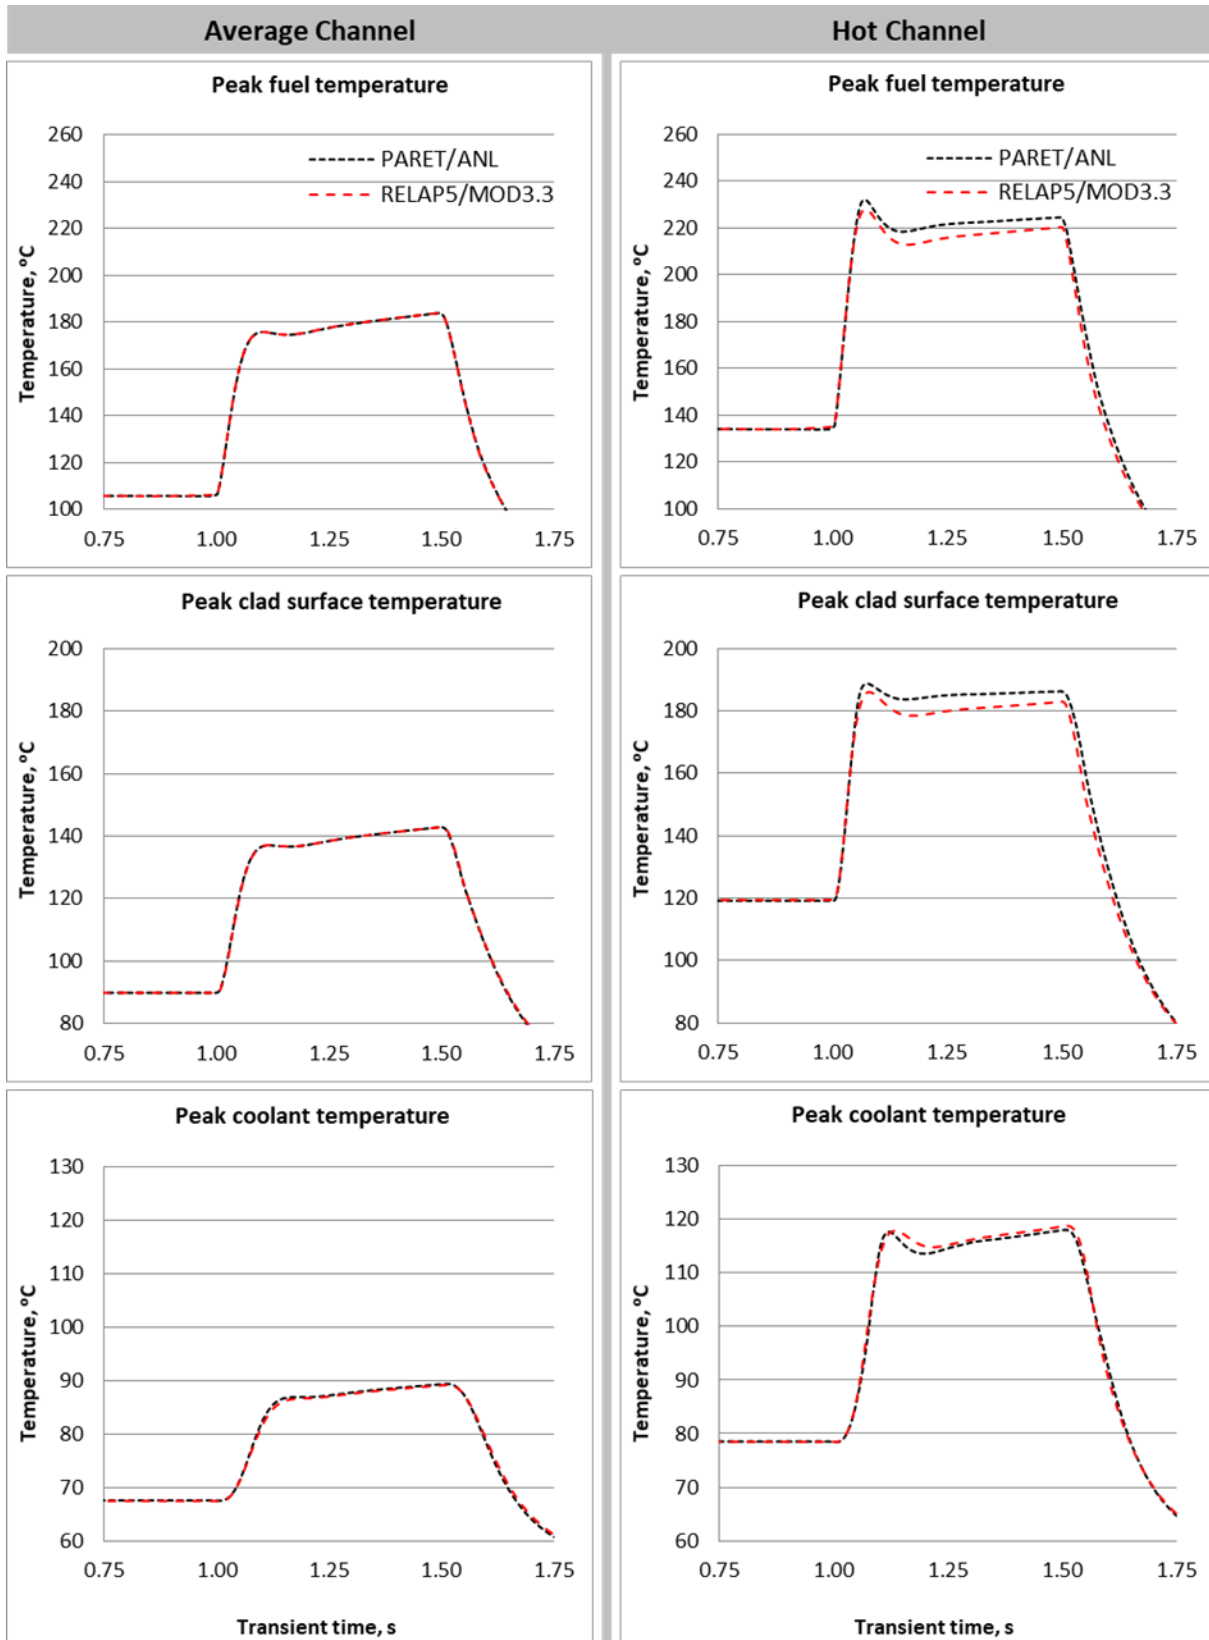 Average Channel
Hot Channel
Peak fuel temperature
260
240
220
200
180
160
140
120
100
0.75 1.00 1.25 1.50 1.75
Temperature, ºC
PARET/ANL
RELAP5/MOD3.3
Peak fuel temperature
260
240
220
200
180
160
140
120
100
0.75 1.00 1.25 1.50 1.75
Temperature, ºC
PARET/ANL
RELAP5/MOD3.3
Peak clad surface temperature
200
180
160
140
120
100
80
0.75 1.00 1.25 1.50 1.75
Temperature, ºC
Peak clad surface temperature
200
180
160
140
120
100
80
0.75 1.00 1.25 1.50 1.75
Temperature, ºC
Peak coolant temperature
130
120
110
100
90
80
70
60
0.75 1.00 1.25 1.50 1.75
Temperature, ºC
Transient time, s
Peak coolant temperature
130
120
110
100
90
80
70
60
0.75 1.00 1.25 1.50 1.75
Temperature, ºC
Transient time, s